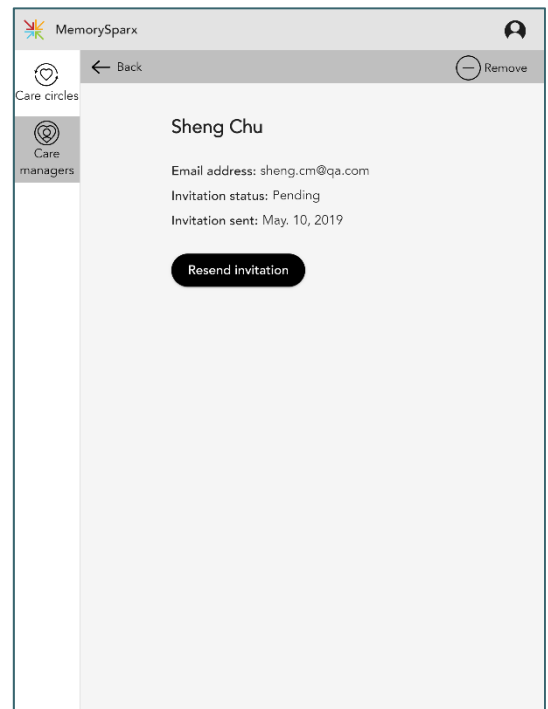 MemorySparx
Back
Remove
Care circles
Care
managers
Sheng Chu
Email address: sheng.cm@qa.com
Invitation status: Pending
Invitation sent: May. 10, 2019
Resend invitation